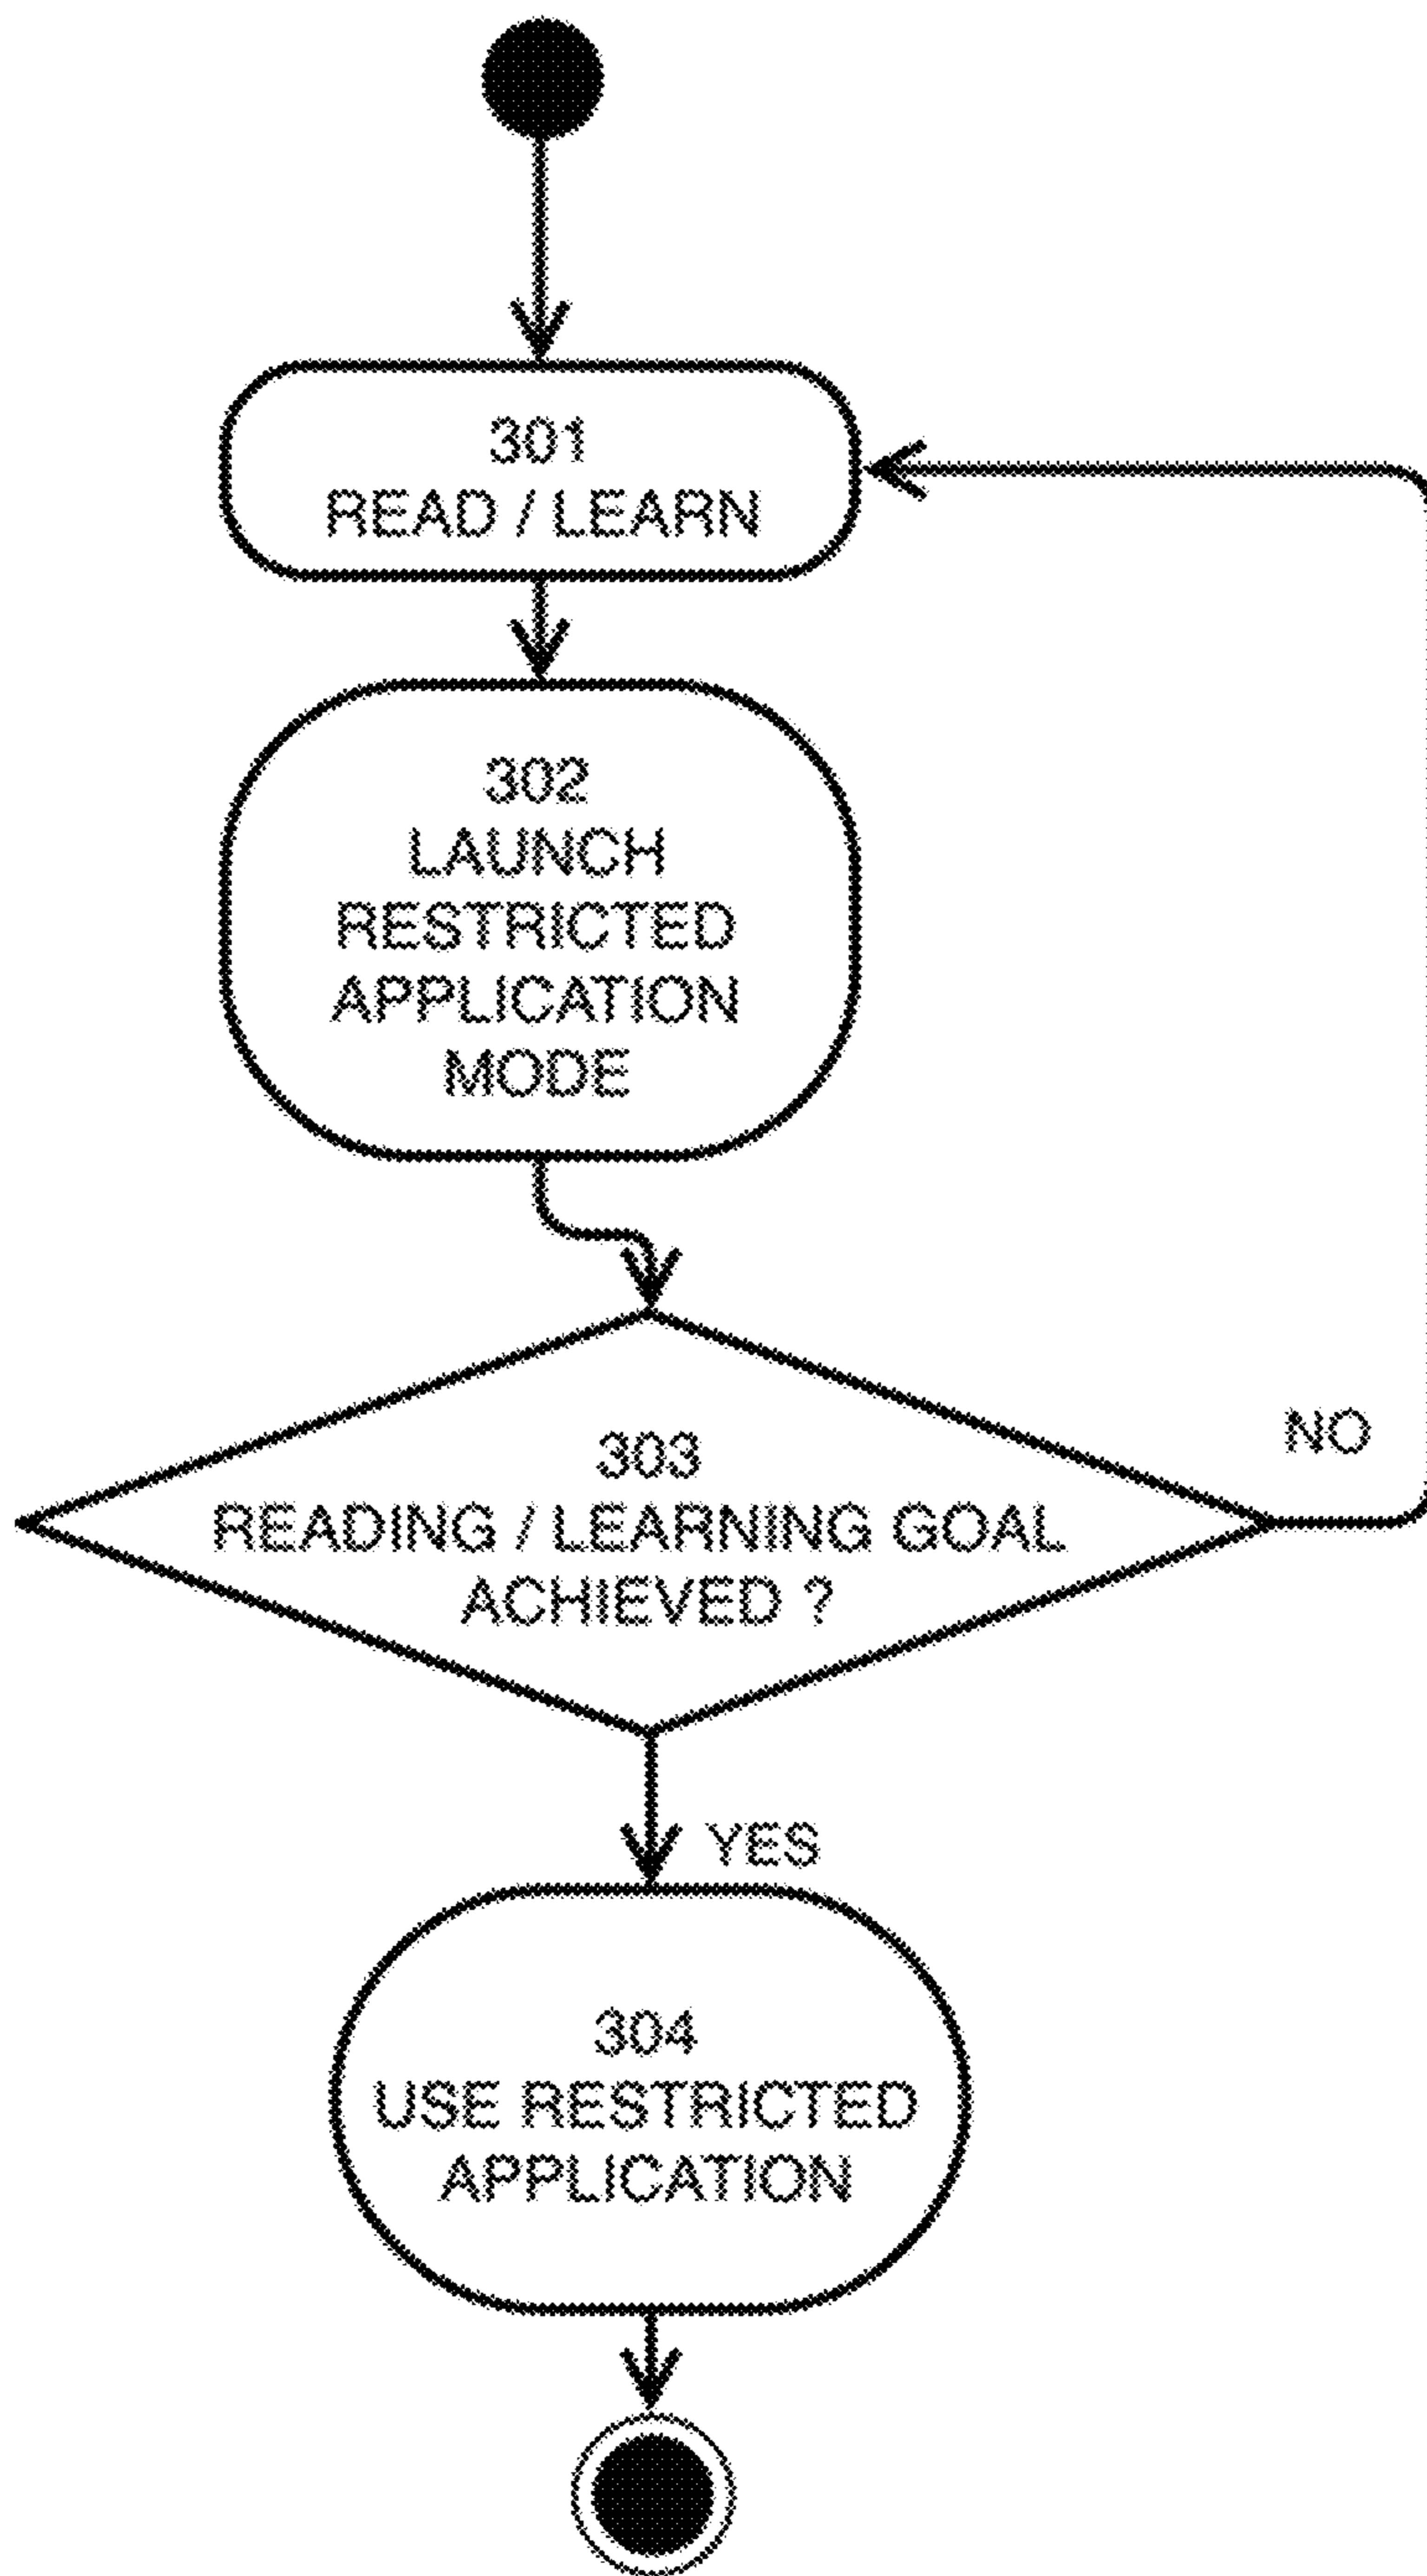 301
READ / LEARN
302
LAUNCH
RESTRICTED
APPLICATION
MODE
303
READING / LEARNING GOAL
ACHIEVED ?
NO
YES
304
USE RESTRICTED
APPLICATION